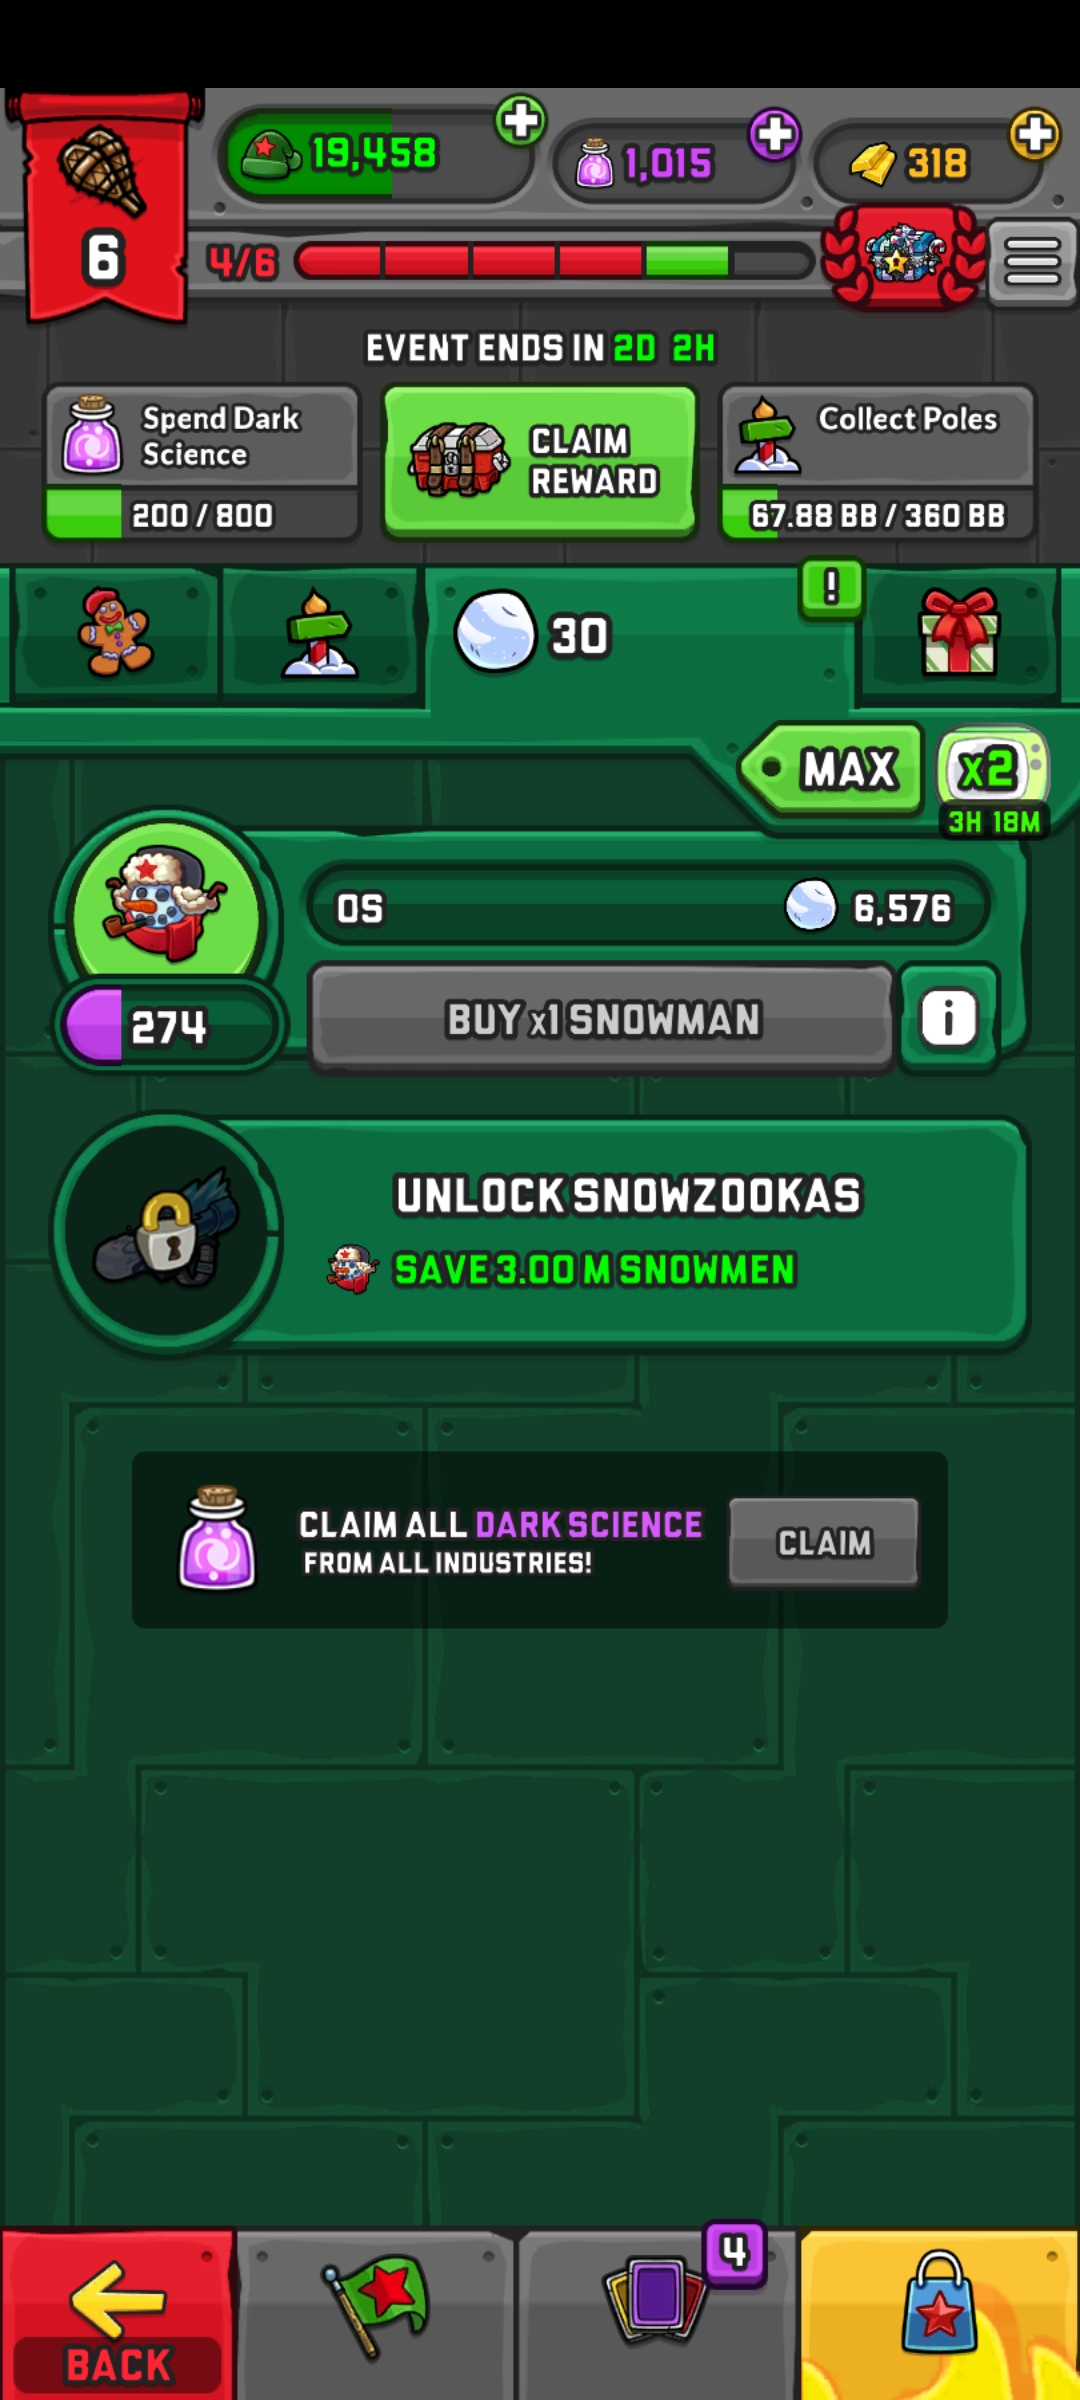 19,458
1,015
318
6
4/6
EVENT ENDS IN 2D 2H
Spend Dark
Science
200 / 800
CLAIM
REWARD
Collect Poles
67.88 BB / 360 BB
30
!
MAX
x2
3H 18M
0S
6,576
274
BUY x1 SNOWMAN
i
UNLOCK SNOWZOOKAS
SAVE 3.00 M SNOWMEN
CLAIM ALL DARK SCIENCE
FROM ALL INDUSTRIES!
CLAIM
4
BACK